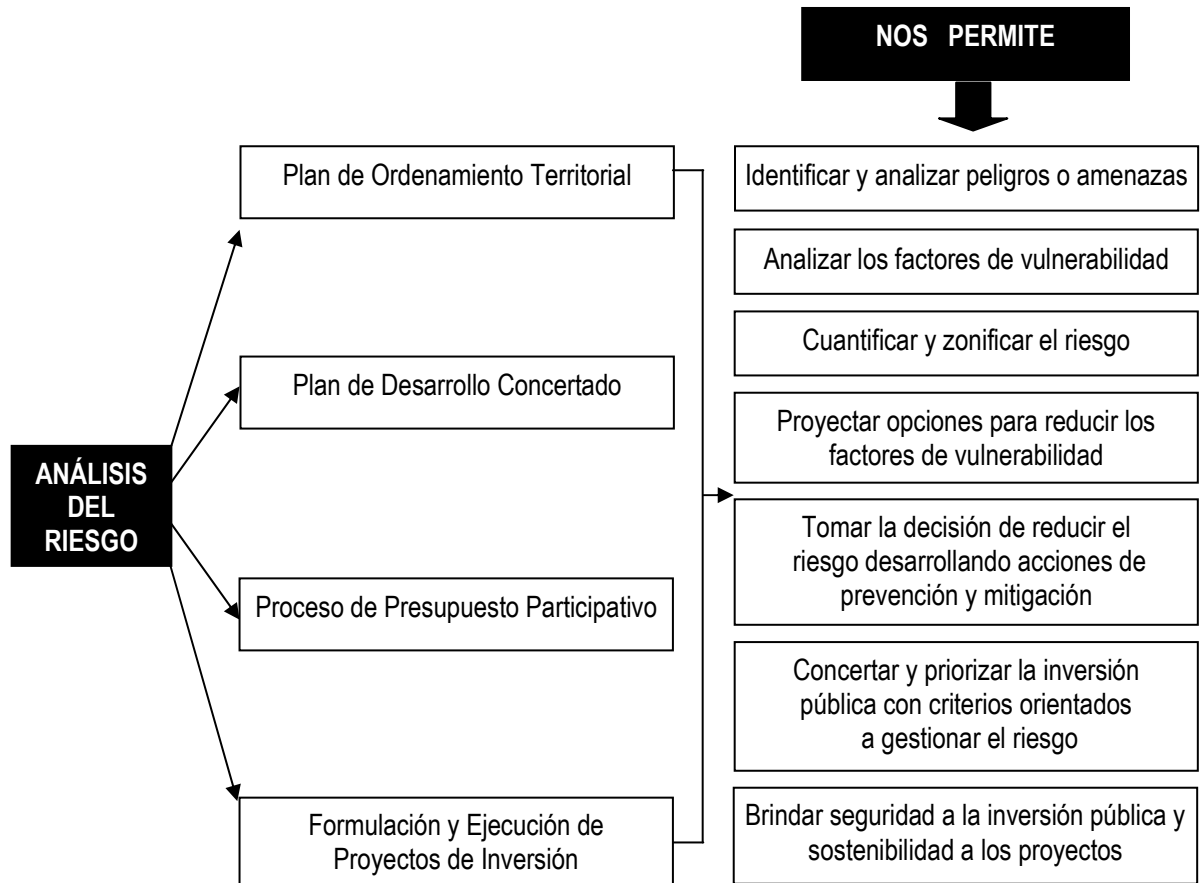 NOS PERMITE
ANÁLISIS
DEL
RIESGO
Plan de Ordenamiento Territorial
Plan de Desarrollo Concertado
Proceso de Presupuesto Participativo
Formulación y Ejecución de
Proyectos de Inversión
Identificar y analizar peligros o amenazas
Analizar los factores de vulnerabilidad
Cuantificar y zonificar el riesgo
Proyectar opciones para reducir los
factores de vulnerabilidad
Tomar la decisión de reducir el
riesgo desarrollando acciones de
prevención y mitigación
Concertar y priorizar la inversión
pública con criterios orientados
a gestionar el riesgo
Brindar seguridad a la inversión pública y
sostenibilidad a los proyectos